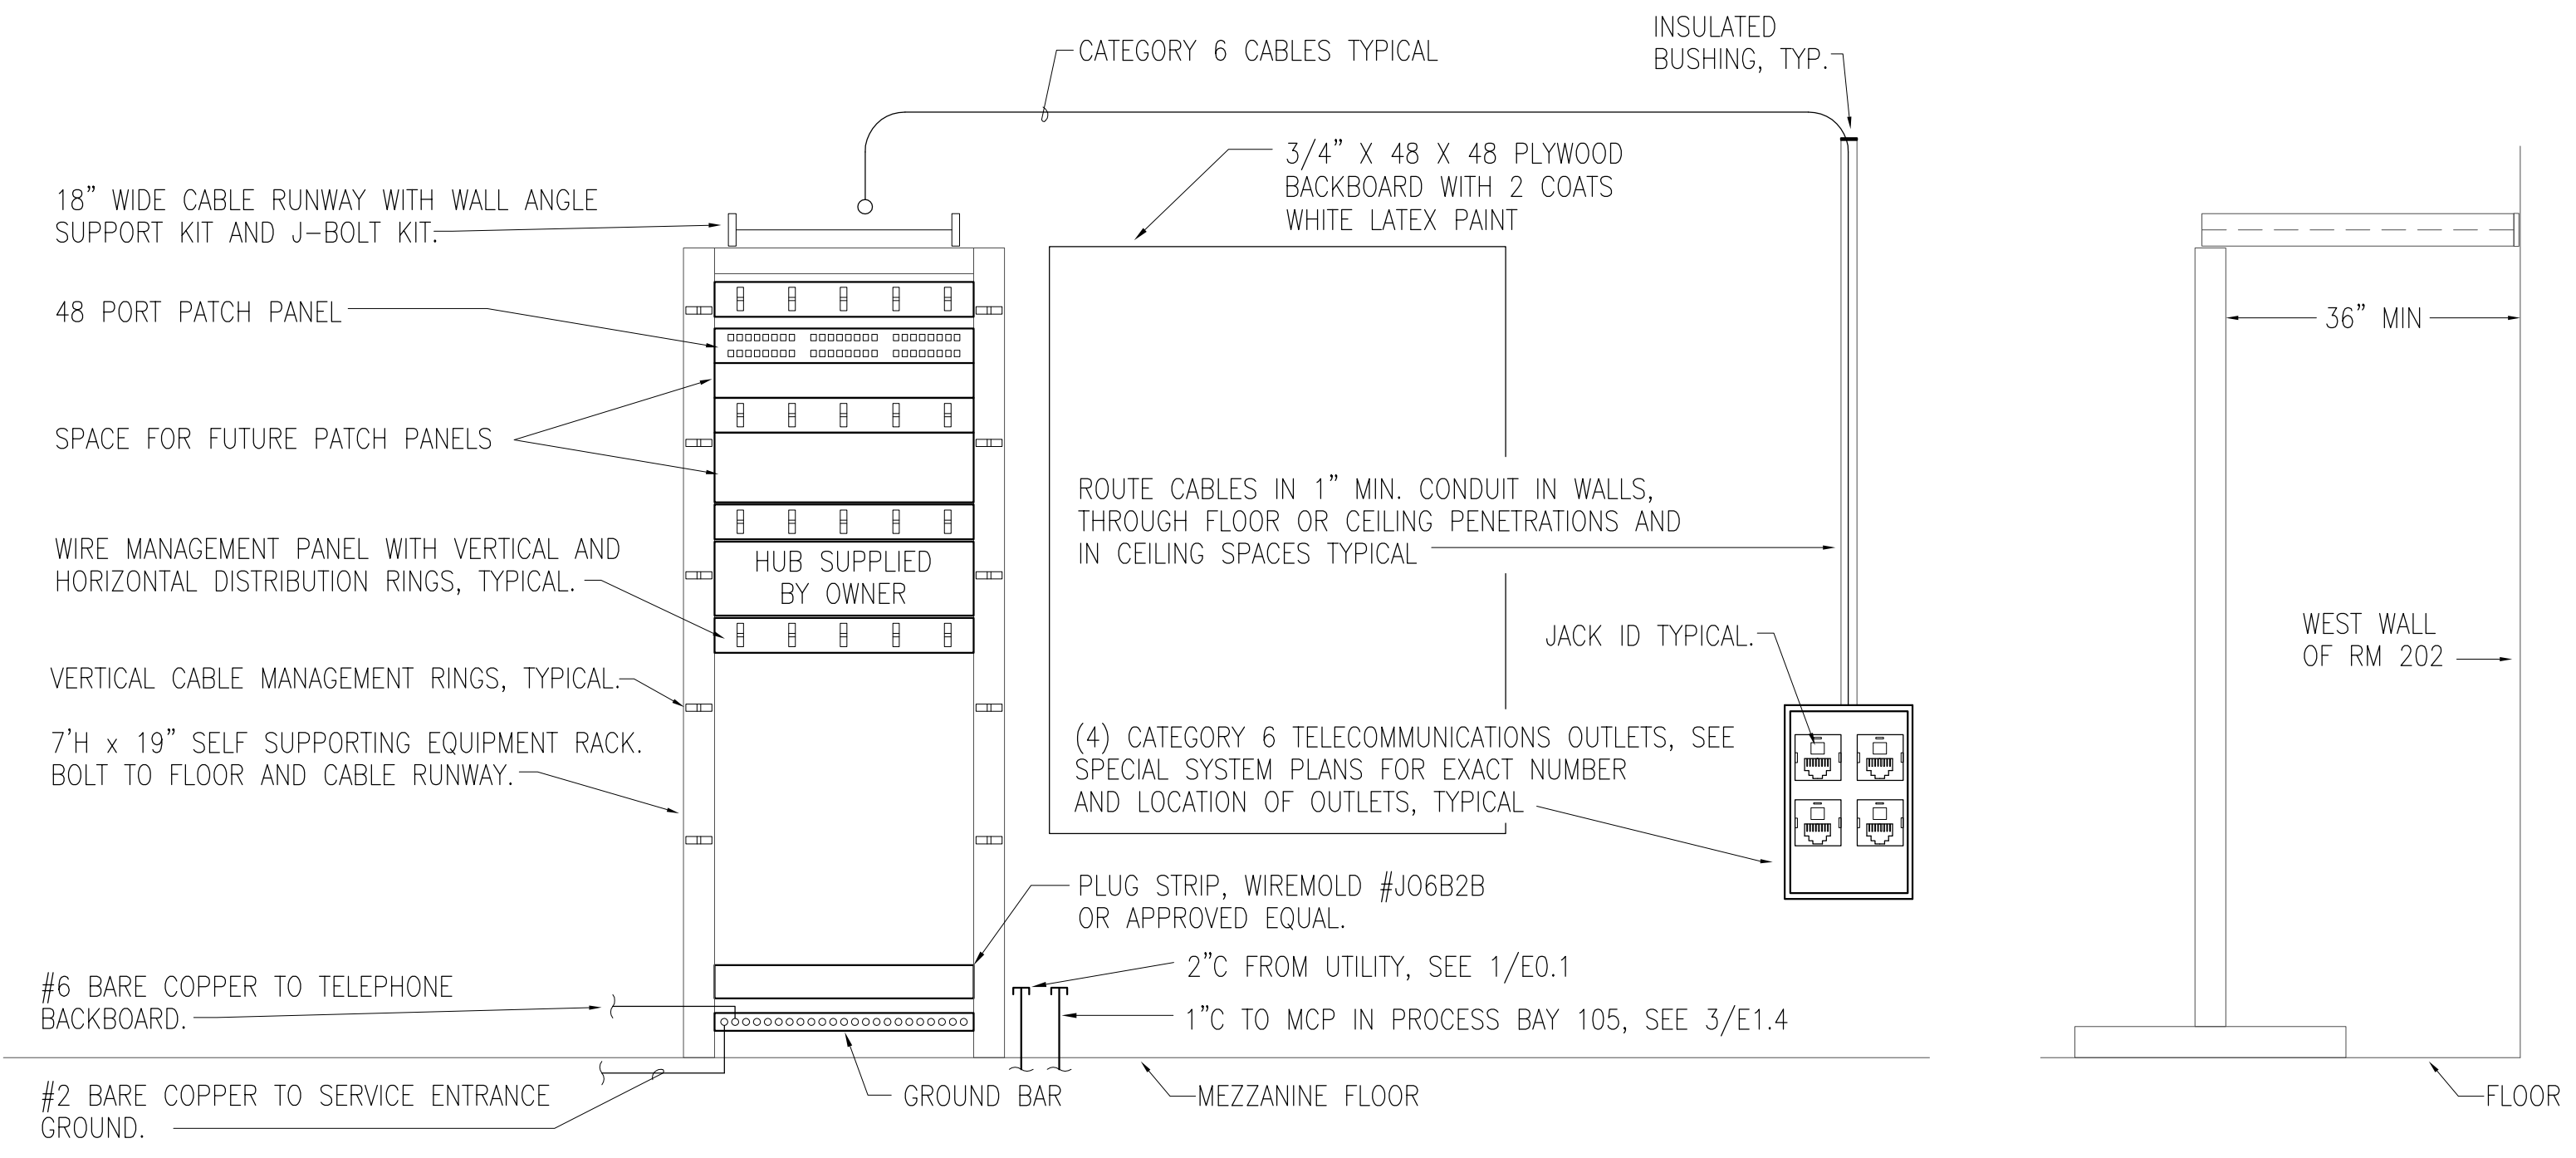 INSULATED
BUSHING, TYP.
CATEGORY 6 CABLES TYPICAL
3/4" X 48 X 48 PLYWOOD
BACKBOARD WITH 2 COATS
WHITE LATEX PAINT
18" WIDE CABLE RUNWAY WITH WALL ANGLE
SUPPORT KIT AND J-BOLT KIT.
48 PORT PATCH PANEL
36" MIN
SPACE FOR FUTURE PATCH PANELS
ROUTE CABLES IN 1" MIN. CONDUIT IN WALLS,
THROUGH FLOOR OR CEILING PENETRATIONS AND
IN CEILING SPACES TYPICAL
WIRE MANAGEMENT PANEL WITH VERTICAL AND
HORIZONTAL DISTRIBUTION RINGS, TYPICAL.
HUB SUPPLIED
BY OWNER
JACK ID TYPICAL.
WEST WALL
OF RM 202
VERTICAL CABLE MANAGEMENT RINGS, TYPICAL.
7'H x 19" SELF SUPPORTING EQUIPMENT RACK.
BOLT TO FLOOR AND CABLE RUNWAY.
(4) CATEGORY 6 TELECOMMUNICATIONS OUTLETS, SEE
SPECIAL SYSTEM PLANS FOR EXACT NUMBER
AND LOCATION OF OUTLETS, TYPICAL
PLUG STRIP, WIREMOLD #J06B2B
OR APPROVED EQUAL.
2"C FROM UTILITY, SEE 1/E0.1
#6 BARE COPPER TO TELEPHONE
BACKBOARD.
1"C TO MCP IN PROCESS BAY 105, SEE 3/E1.4
#2 BARE COPPER TO SERVICE ENTRANCE
GROUND.
GROUND BAR
MEZZANINE FLOOR
FLOOR